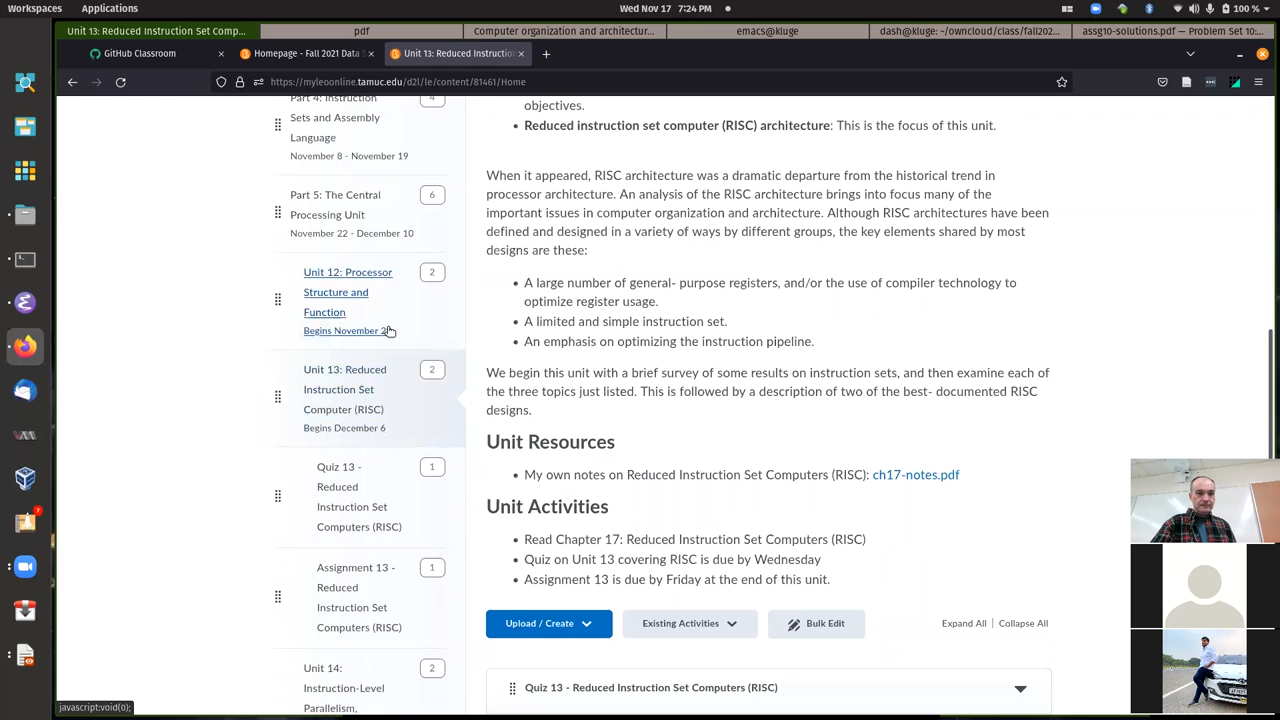 Workspaces
Applications
Wed Nov 17 7:24 PM
100 %
Unit 13: Reduced Instruction Set Comp...
pdf
Computer organization and architectur...
emacs@kluge
dash@kluge: ~/owncloud/class/fall202...
assg10-solutions.pdf — Problem Set 10:...
GitHub Classroom
Homepage - Fall 2021 Data S
Unit 13: Reduced Instructio
https://myleoonline.tamuc.edu/d2l/le/content/81461/Home
Part 4: Instruction
4
Sets and Assembly
Language
November 8 - November 19
Part 5: The Central
6
Processing Unit
November 22 - December 10
Unit 12: Processor
2
Structure and
Function
Begins November 2
Unit 13: Reduced
2
Instruction Set
Computer (RISC)
Begins December 6
Quiz 13 -
1
Reduced
Instruction Set
Computers (RISC)
Assignment 13 -
1
Reduced
Instruction Set
Computers (RISC)
Unit 14:
2
Instruction-Level
Parallelism,
objectives.
• Reduced instruction set computer (RISC) architecture: This is the focus of this unit.
When it appeared, RISC architecture was a dramatic departure from the historical trend in
processor architecture. An analysis of the RISC architecture brings into focus many of the
important issues in computer organization and architecture. Although RISC architectures have been
defined and designed in a variety of ways by different groups, the key elements shared by most
designs are these:
• A large number of general- purpose registers, and/or the use of compiler technology to
optimize register usage.
• A limited and simple instruction set.
• An emphasis on optimizing the instruction pipeline.
We begin this unit with a brief survey of some results on instruction sets, and then examine each of
the three topics just listed. This is followed by a description of two of the best- documented RISC
designs.
Unit Resources
• My own notes on Reduced Instruction Set Computers (RISC): ch17-notes.pdf
Unit Activities
• Read Chapter 17: Reduced Instruction Set Computers (RISC)
• Quiz on Unit 13 covering RISC is due by Wednesday
• Assignment 13 is due by Friday at the end of this unit.
Upload / Create
Existing Activities
Bulk Edit
Expand All | Collapse All
Quiz 13 - Reduced Instruction Set Computers (RISC)
javascript:void(0);